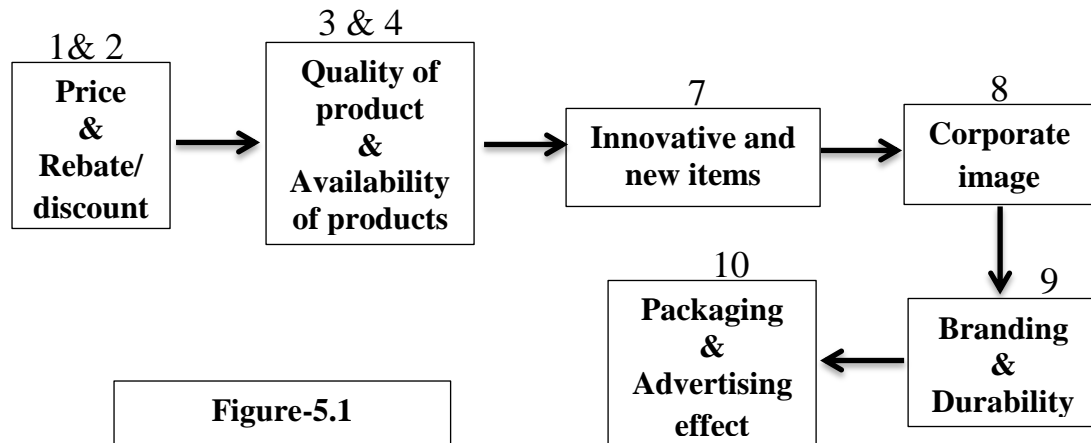 1& 2
Price
&
Rebate/
discount
3 & 4
Quality of
product
&
Availability
of products
7
Innovative and
new items
8
Corporate
image
9
Branding
&
Durability
10
Packaging
&
Advertising
effect
Figure-5.1